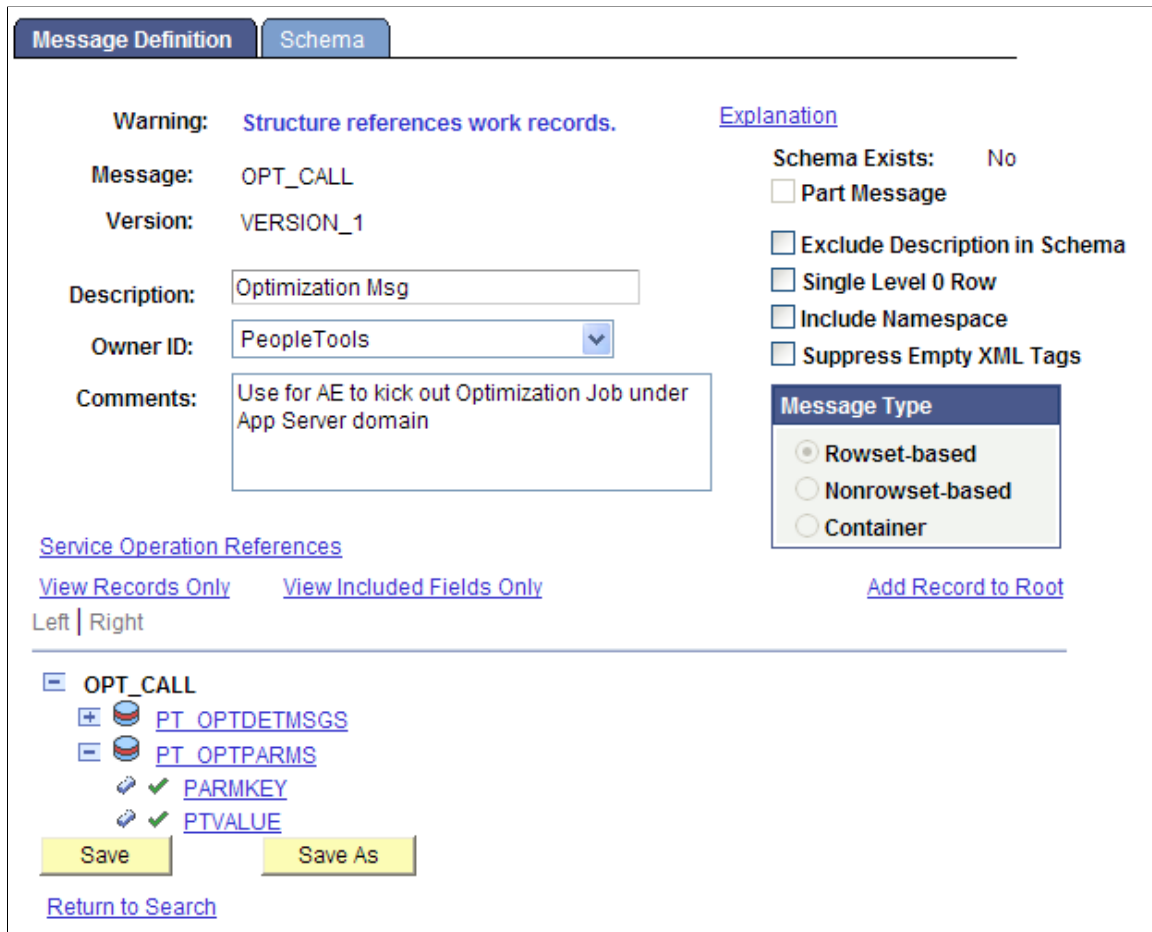 Message Definition Schema
Warning: Structure references work records. Explanation
Schema Exists: No
Message: OPT_CALL
Part Message
Version: VERSION_1
Exclude Description in Schema
Description: Optimization Msg
Single Level 0 Row
Include Namespace
Owner ID: PeopleTools
Suppress Empty XML Tags
Comments: Use for AE to kick out Optimization Job under
App Server domain
Message Type
Rowset-based
Nonrowset-based
Container
Service Operation References
View Records Only View Included Fields Only Add Record to Root
Left | Right
OPT_CALL
PT_OPTDETMSGS
PT_OPTPARMS
PARMKEY
PTVALUE
Save Save As
Return to Search